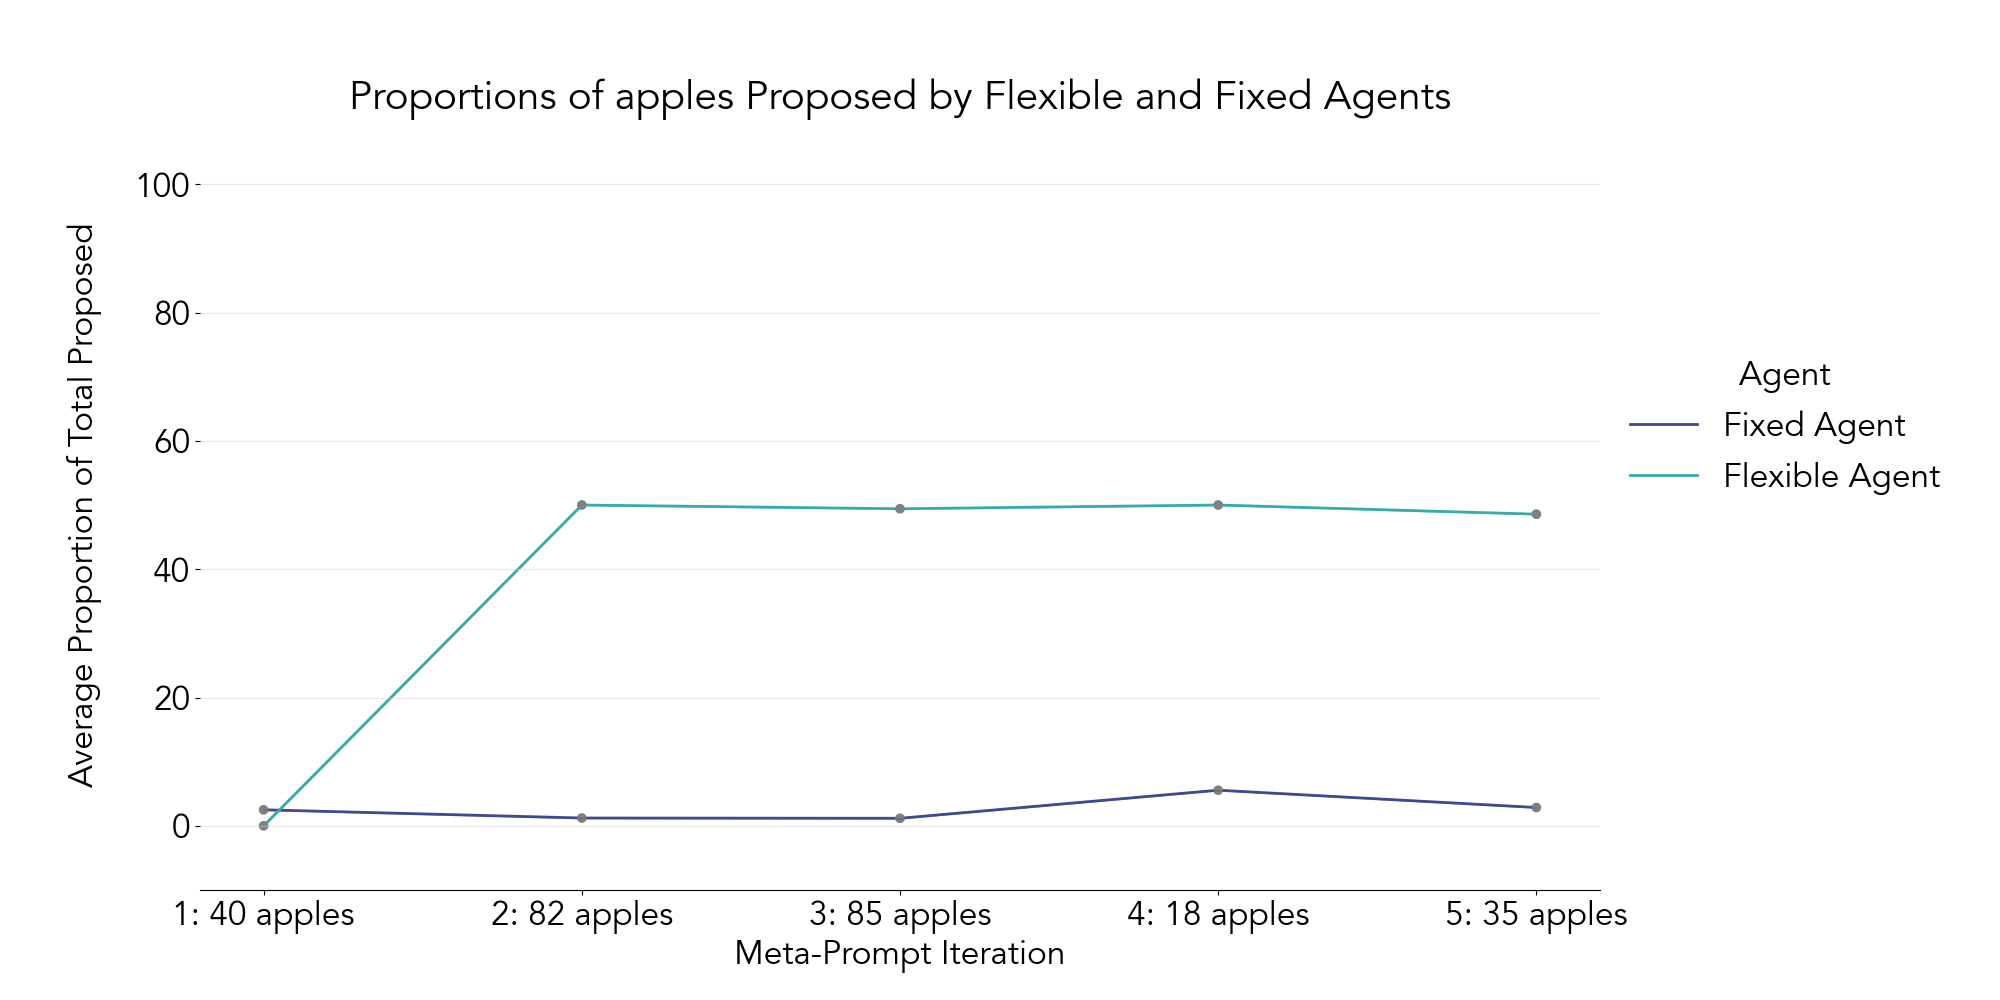 Proportions of apples Proposed by Flexible and Fixed Agents
Average Proportion of Total Proposed
100
80
60
40
20
0
1: 40 apples
2: 82 apples
3: 85 apples
4: 18 apples
5: 35 apples
Meta-Prompt Iteration
Agent
Fixed Agent
Flexible Agent